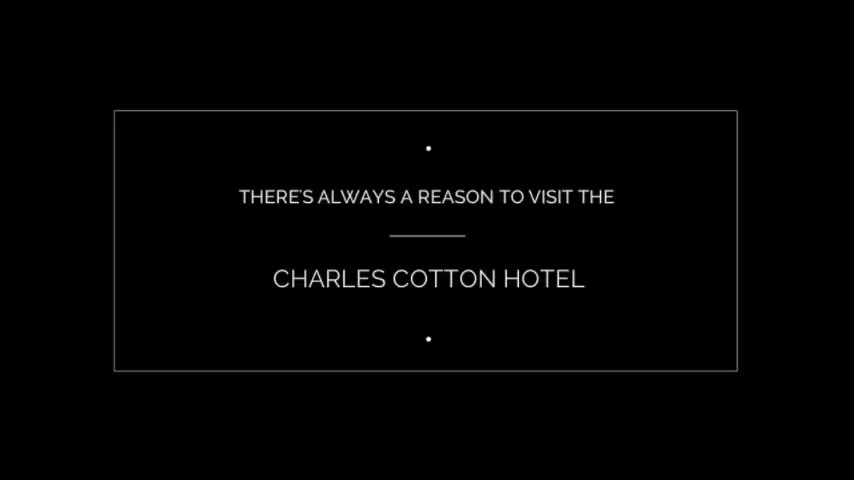 THERE'S ALWAYS A REASON TO VISIT THE
CHARLES COTTON HOTEL